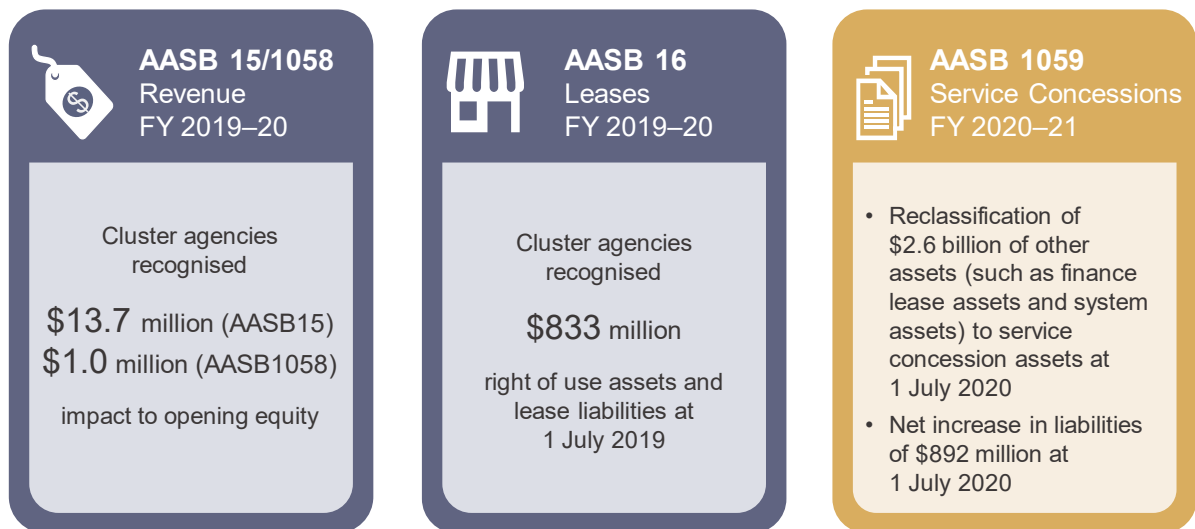 AASB 15/1058
Revenue
FY 2019–20
Cluster agencies
recognised
$13.7 million (AASB15)
$1.0 million (AASB1058)
impact to opening equity
AASB 16
Leases
FY 2019–20
Cluster agencies
recognised
$833 million
right of use assets and
lease liabilities at
1 July 2019
AASB 1059
Service Concessions
FY 2020–21
• Reclassification of
$2.6 billion of other
assets (such as finance
lease assets and system
assets) to service
concession assets at
1 July 2020
• Net increase in liabilities
of $892 million at
1 July 2020